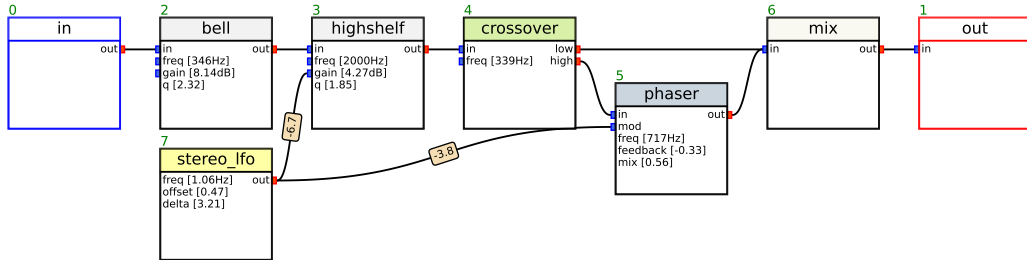 0
in
out
2
bell
in out
freq [346Hz]
gain [8.14dB]
q [2.32]
3
highshelf
in out
freq [2000Hz]
gain [4.27dB]
q [1.85]
4
crossover
in low
freq [339Hz] high
5
phaser
in out
mod
freq [717Hz]
feedback [-0.33]
mix [0.56]
6
mix
in out
1
out
in
7
stereo_lfo
freq [1.06Hz] out
offset [0.47]
delta [3.21]
-6.7
-3.8